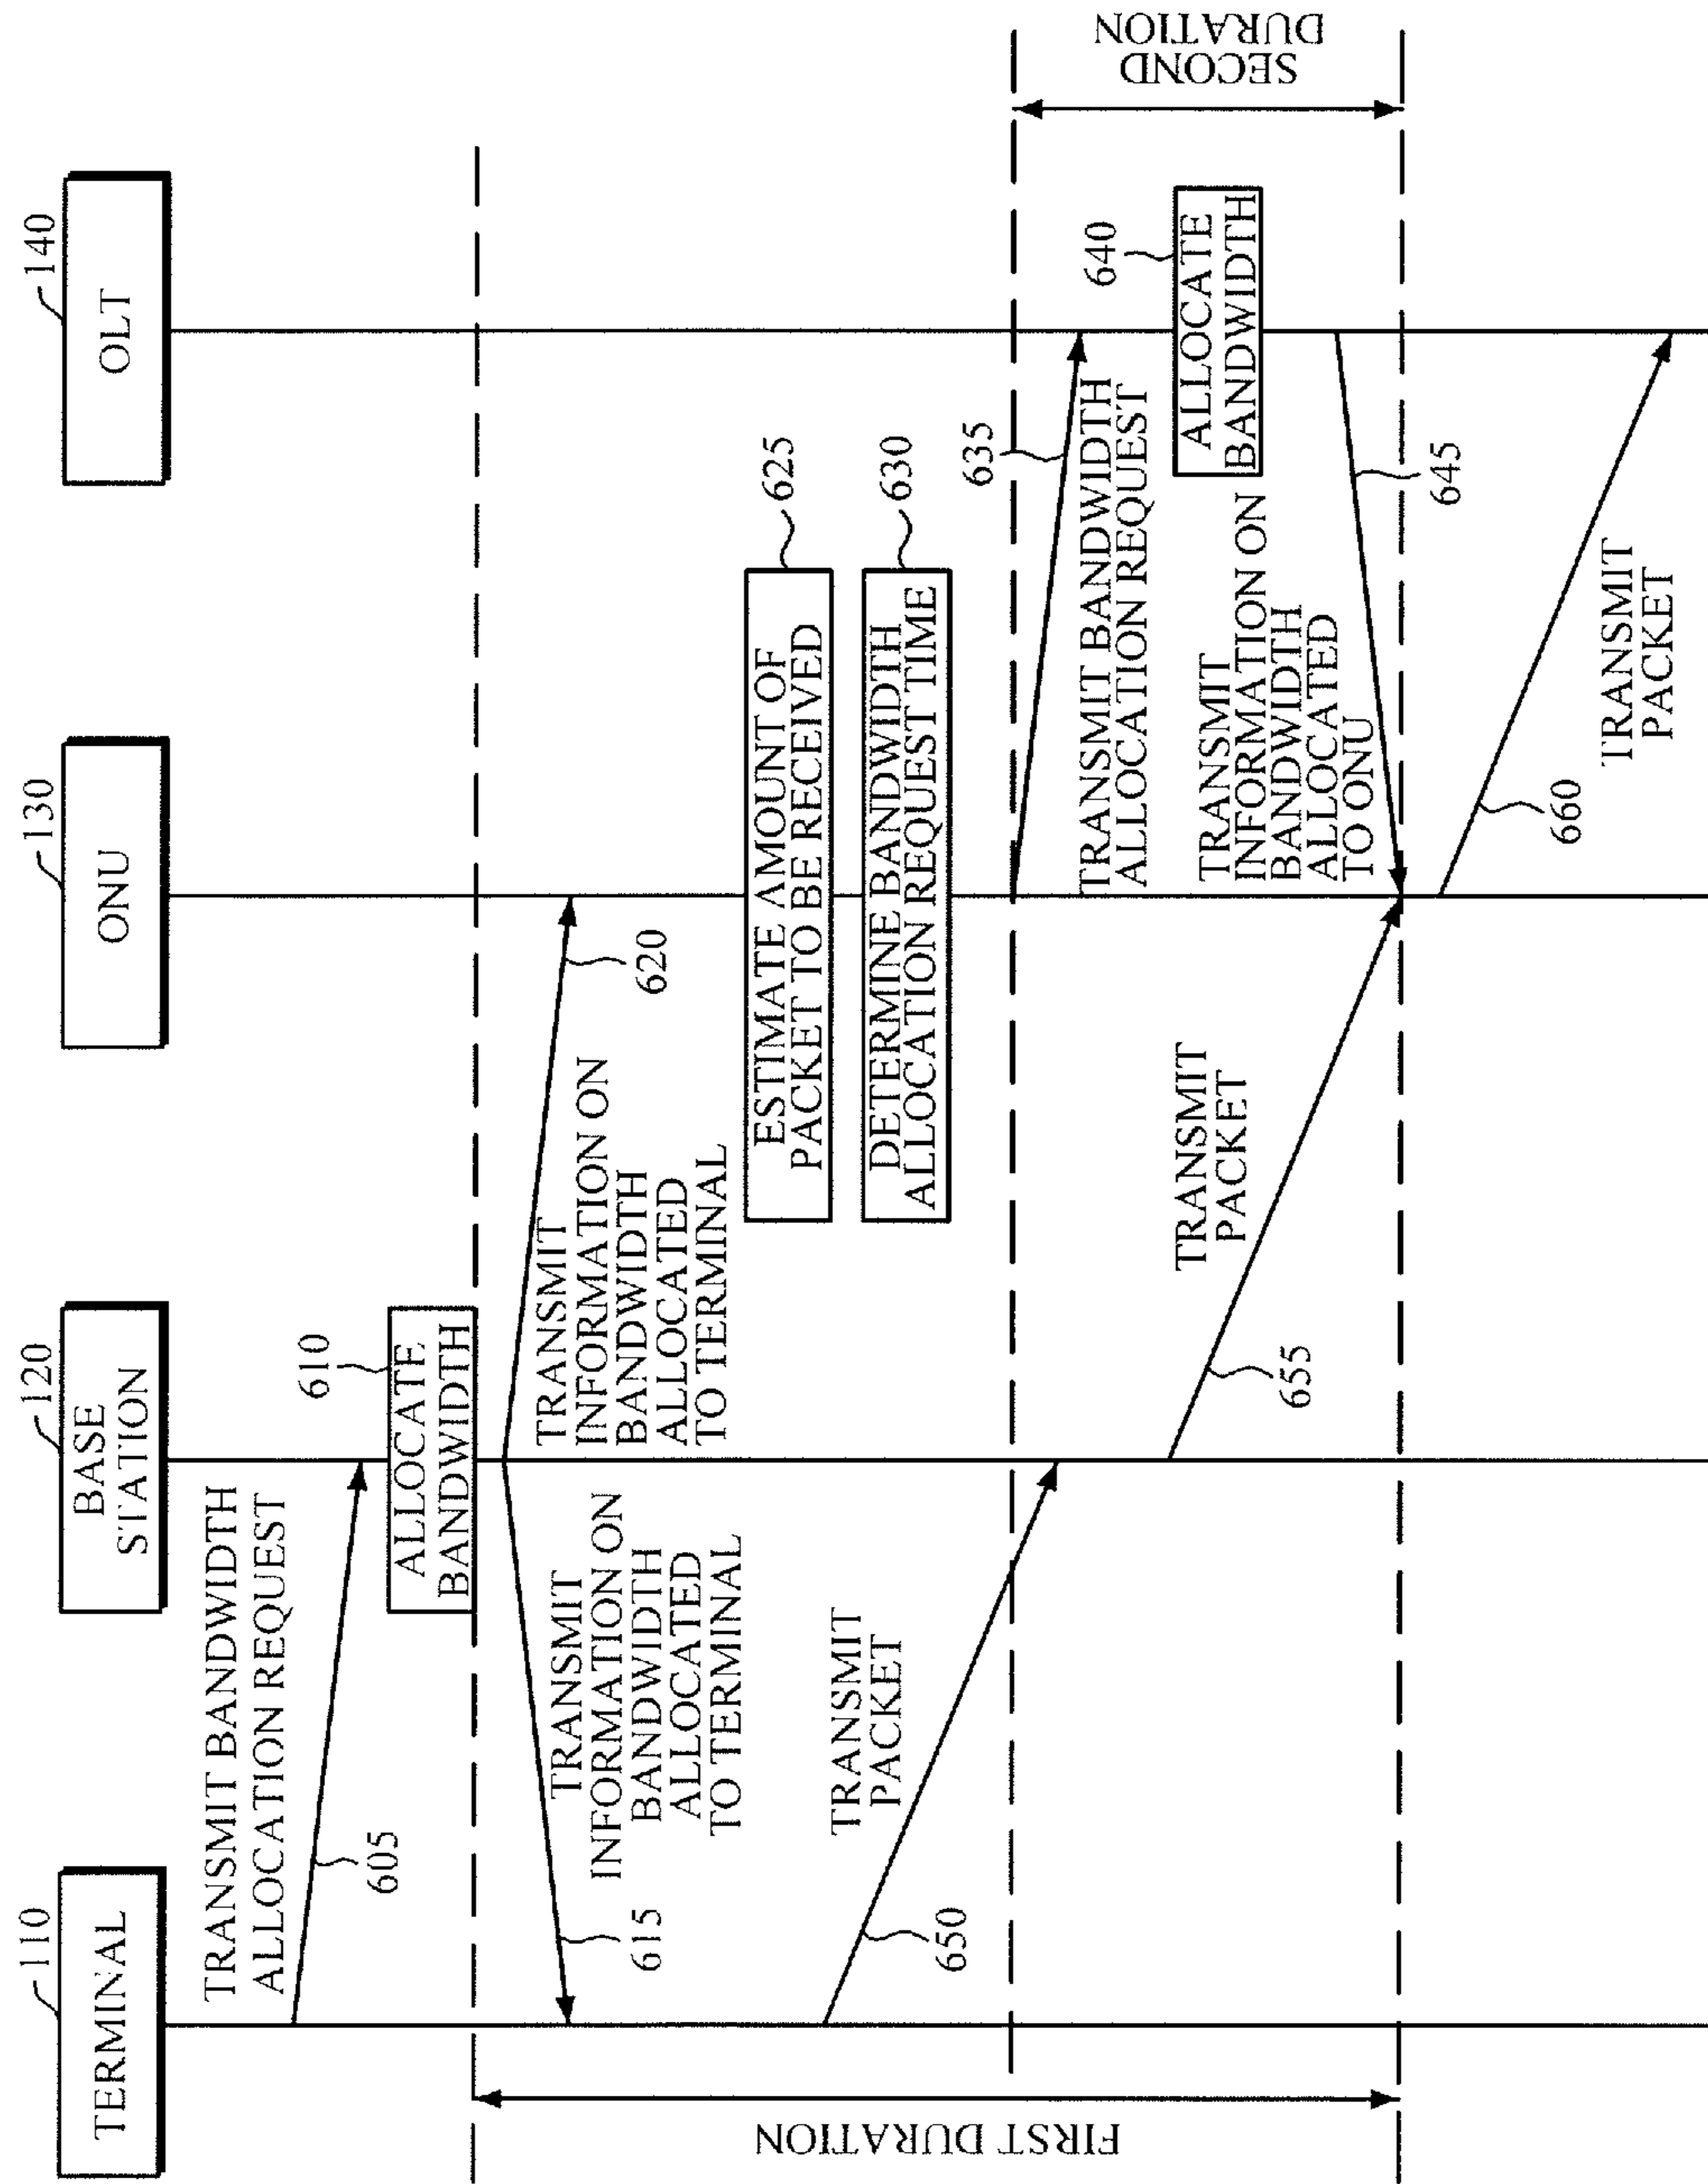 110
TERMINAL
120
BASE
STATION
130
ONU
140
OLT
TRANSMIT BANDWIDTH
ALLOCATION REQUEST
605
610
ALLOCATE
BANDWIDTH
TRANSMIT
INFORMATION ON
BANDWIDTH
ALLOCATED
TO TERMINAL
615
TRANSMIT
INFORMATION ON
BANDWIDTH
ALLOCATED
TO TERMINAL
620
ESTIMATE AMOUNT OF
PACKET TO BE RECEIVED
625
DETERMINE BANDWIDTH
ALLOCATION REQUEST TIME
630
635
TRANSMIT BANDWIDTH
ALLOCATION REQUEST
640
ALLOCATE
BANDWIDTH
TRANSMIT
INFORMATION ON
BANDWIDTH
ALLOCATED
TO ONU
645
TRANSMIT
PACKET
650
TRANSMIT
PACKET
655
TRANSMIT
PACKET
660
FIRST DURATION
SECOND
DURATION